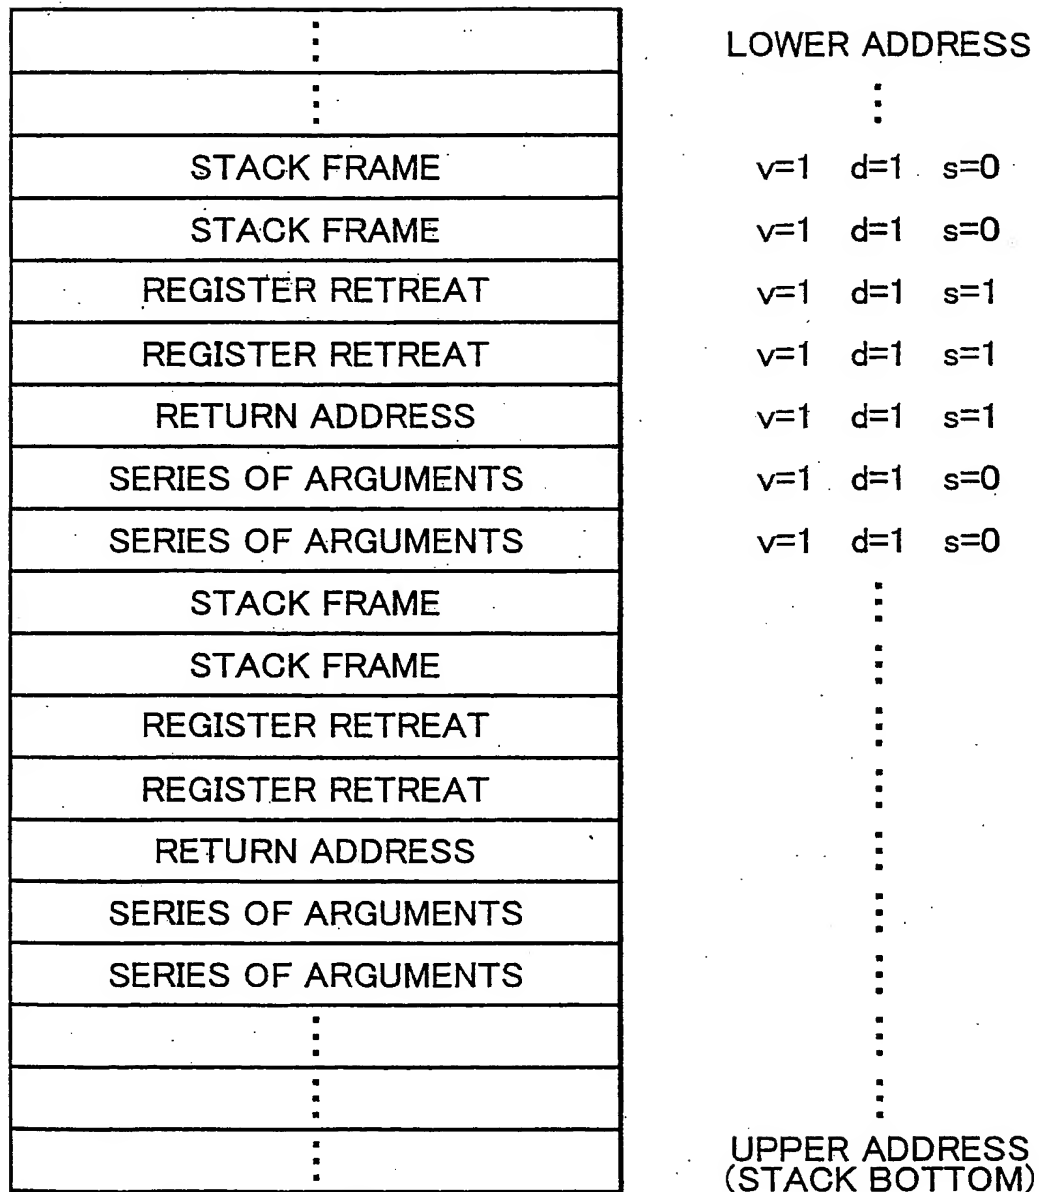 LOWER ADDRESS
STACK FRAME v=1 d=1 s=0
STACK FRAME v=1 d=1 s=0
REGISTER RETREAT v=1 d=1 s=1
REGISTER RETREAT v=1 d=1 s=1
RETURN ADDRESS v=1 d=1 s=1
SERIES OF ARGUMENTS v=1 d=1 s=0
SERIES OF ARGUMENTS v=1 d=1 s=0
STACK FRAME
STACK FRAME
REGISTER RETREAT
REGISTER RETREAT
RETURN ADDRESS
SERIES OF ARGUMENTS
SERIES OF ARGUMENTS
UPPER ADDRESS
(STACK BOTTOM)